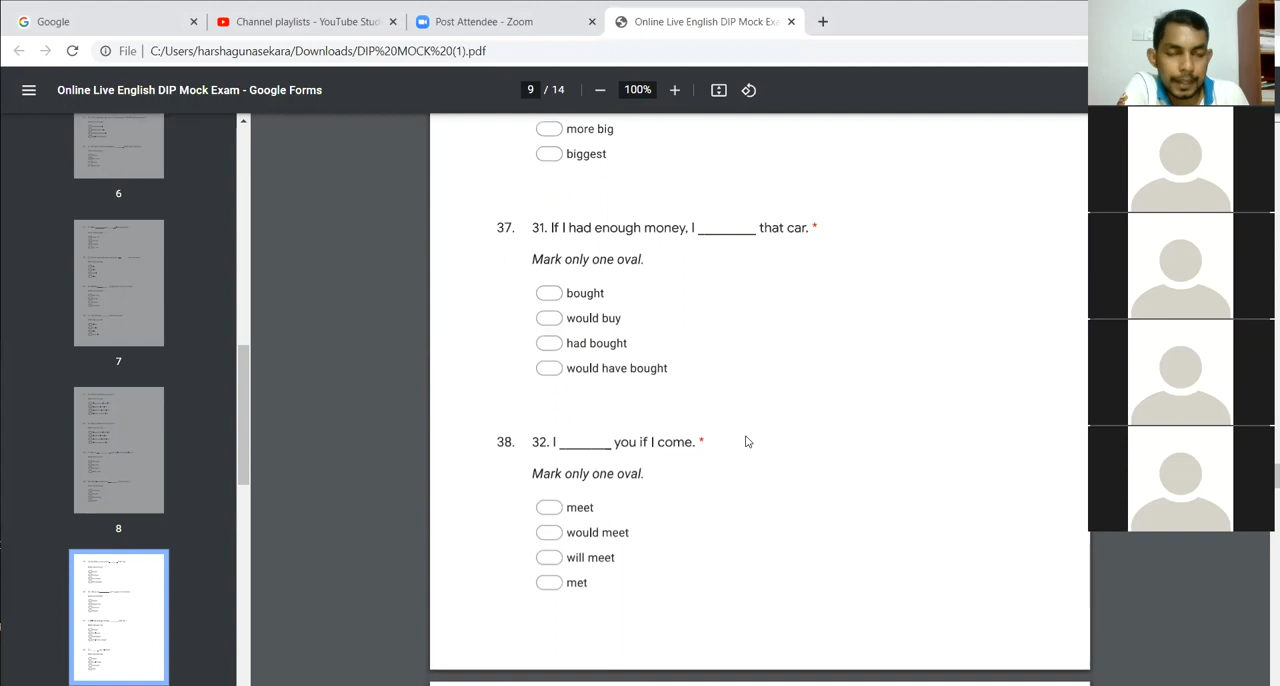 Google
Channel playlists - YouTube Stud
Post Attendee - Zoom
Online Live English DIP Mock Exa
File | C:/Users/harshagunasekara/Downloads/DIP%20MOCK%20(1).pdf
Online Live English DIP Mock Exam - Google Forms
9 / 14
100%
6
7
8
more big
biggest
37. 31. If I had enough money, I ________ that car. *
Mark only one oval.
bought
would buy
had bought
would have bought
38. 32. I _______ you if I come. *
Mark only one oval.
meet
would meet
will meet
met